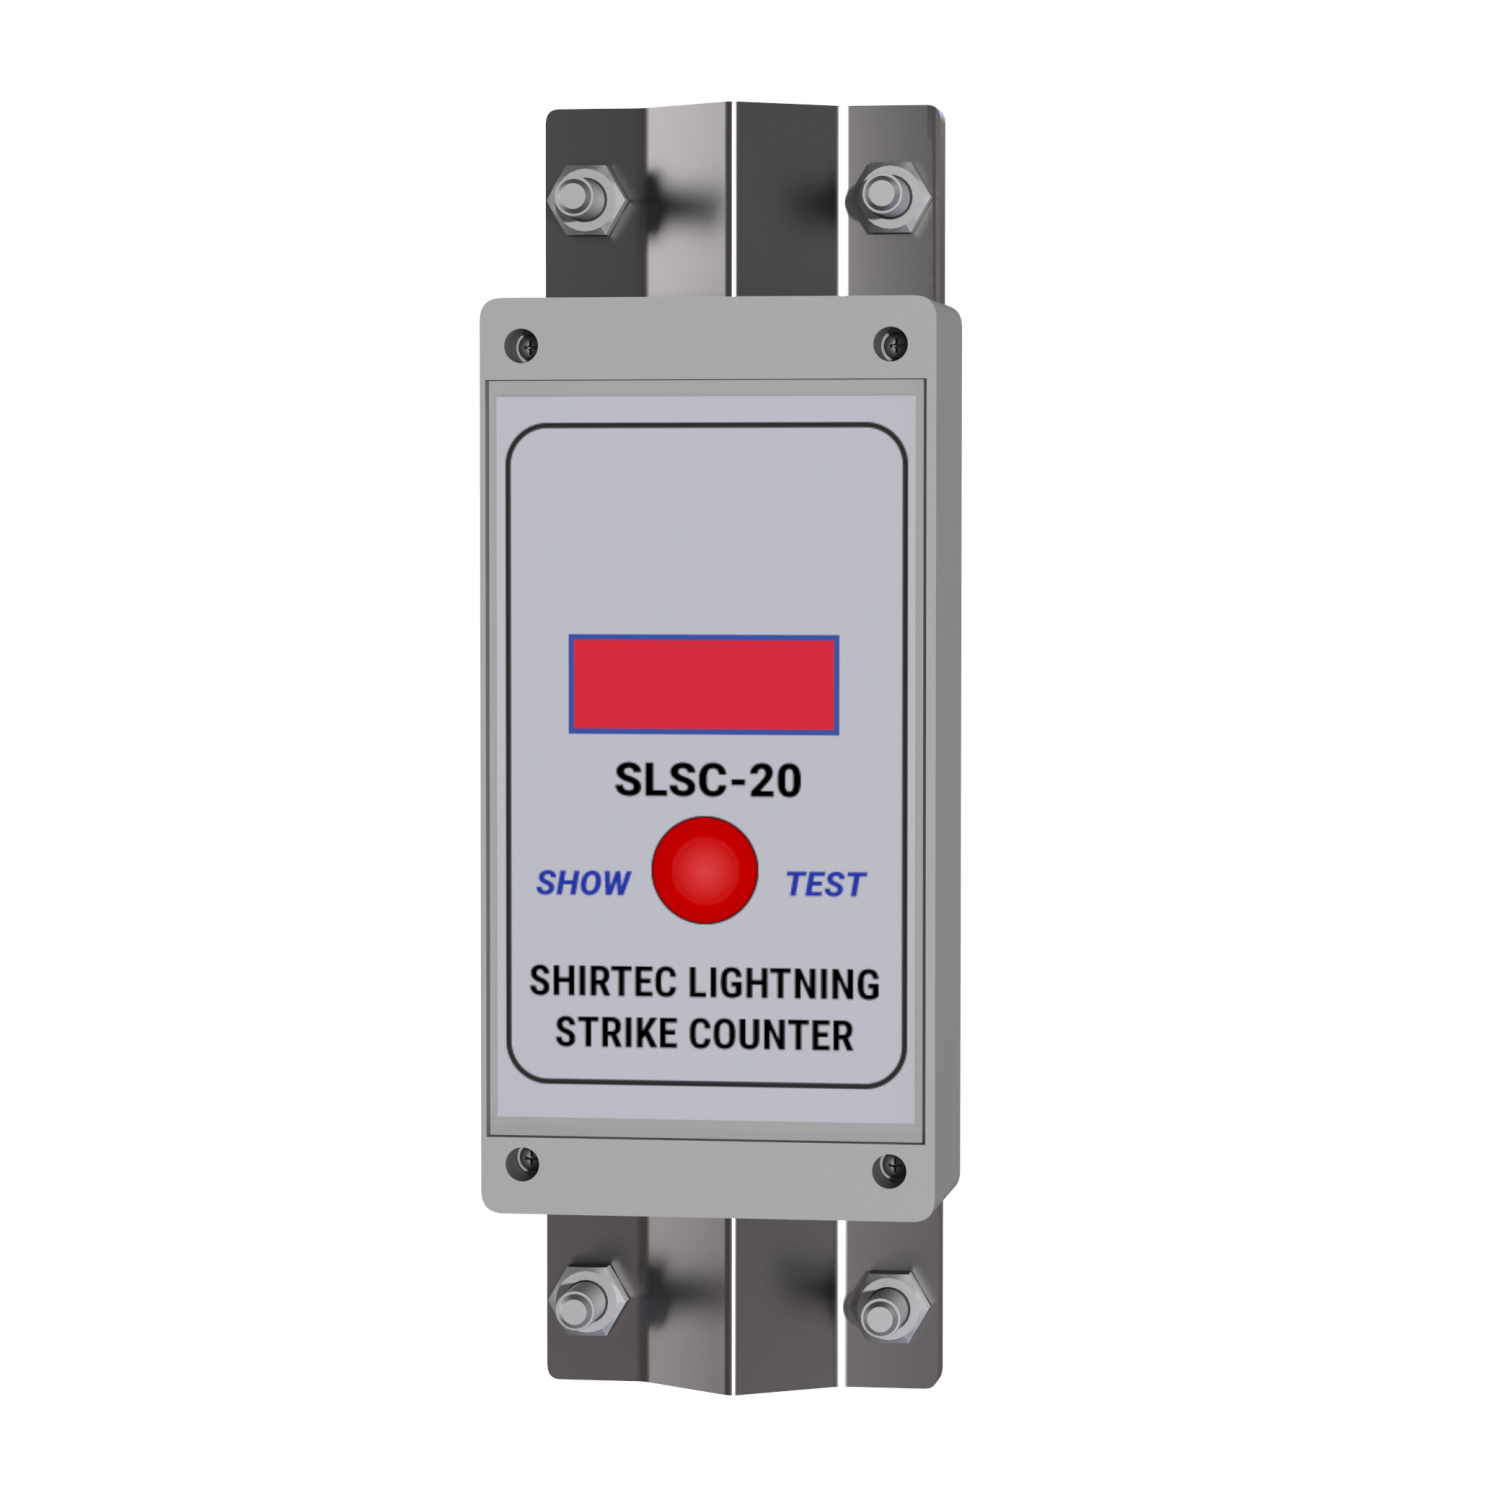 SLSC-20
SHOW TEST
SHIRTEC LIGHTNING
STRIKE COUNTER